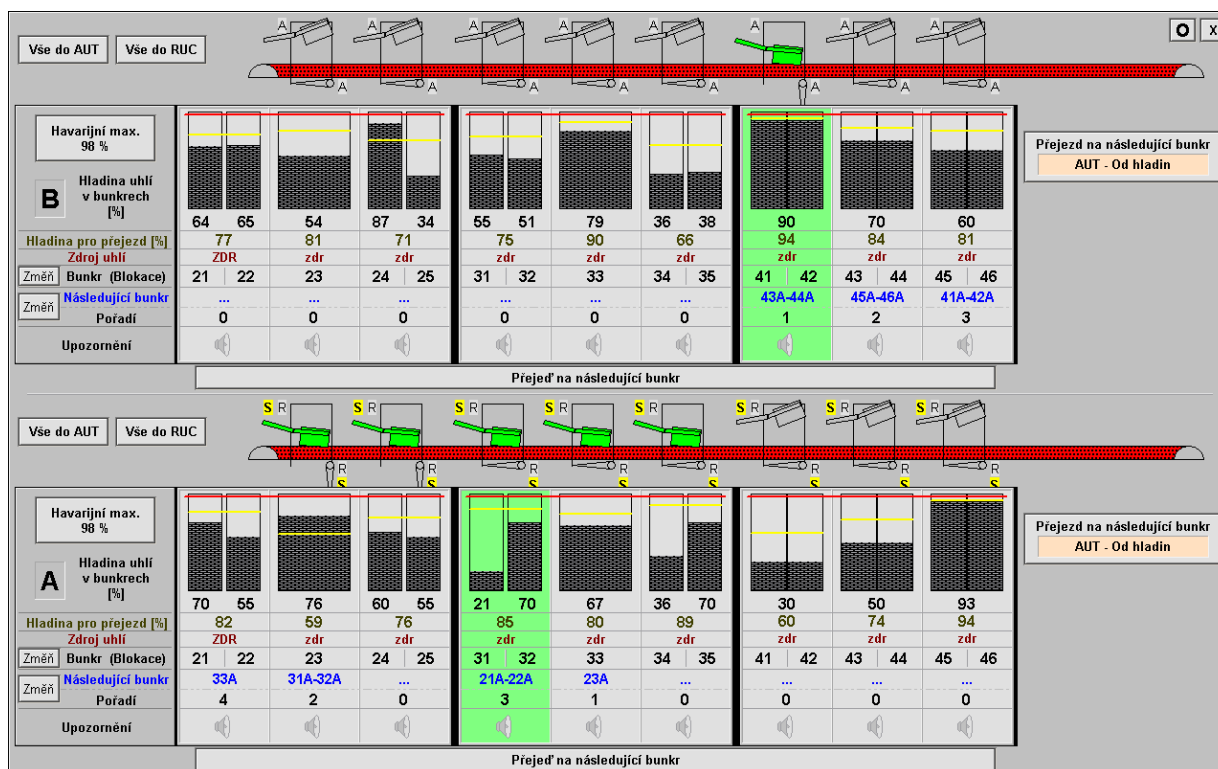 A A A A A A A A
O X
Vše do AUT Vše do RUC
A A A A A A A A
Havarijní max.
98 %
Přejezd na následující bunkr
AUT - Od hladin
B
Hladina uhlí
v bunkrech
[%]
64 65 54 87 34 55 51 79 36 38 90 70 60
Hladina pro přejezd [%] 77 81 71 75 90 66 94 84 81
Zdroj uhlí ZDR zdr zdr zdr zdr zdr zdr zdr zdr
Změň Bunkr (Blokace) 21 22 23 24 25 31 32 33 34 35 41 42 43 44 45 46
Změň Následující bunkr ... ... ... ... ... ... 43A-44A 45A-46A 41A-42A
Pořadí 0 0 0 0 0 0 1 2 3
Upozornění
Přejeď na následující bunkr
S R S R S R S R S R S R S R S R
Vše do AUT Vše do RUC
R R R R R R R R
S S S S S S S S
Havarijní max.
98 %
Přejezd na následující bunkr
AUT - Od hladin
A
Hladina uhlí
v bunkrech
[%]
70 55 76 60 55 21 70 67 36 70 30 50 93
Hladina pro přejezd [%] 82 59 76 85 80 89 60 74 94
Zdroj uhlí ZDR zdr zdr zdr zdr zdr zdr zdr zdr
Změň Bunkr (Blokace) 21 22 23 24 25 31 32 33 34 35 41 42 43 44 45 46
Změň Následující bunkr 33A 31A-32A ... 21A-22A 23A ... ... ... ...
Pořadí 4 2 0 3 1 0 0 0 0
Upozornění
Přejeď na následující bunkr